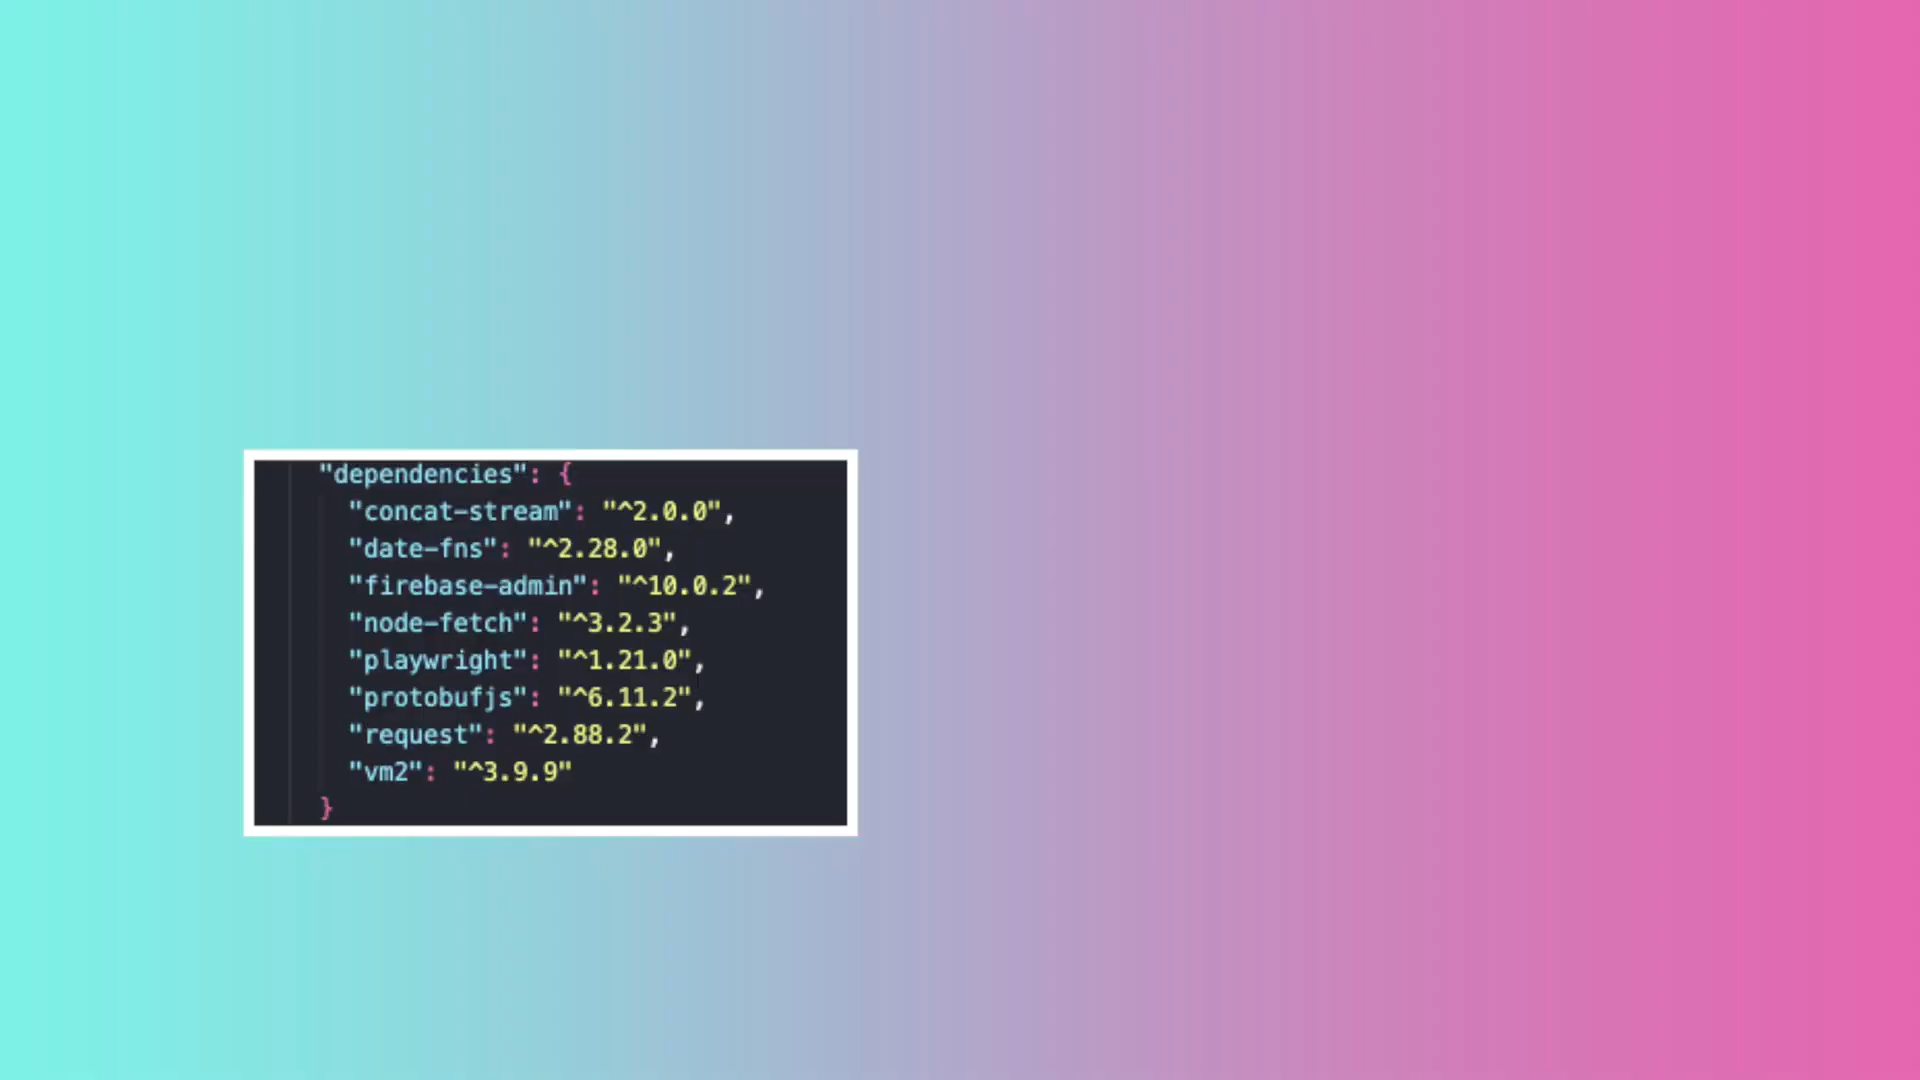 "dependencies": {
"concat-stream": "^2.0.0",
"date-fns": "^2.28.0",
"firebase-admin": "^10.0.2",
"node-fetch": "^3.2.3",
"playwright": "^1.21.0",
"protobufjs": "^6.11.2",
"request": "^2.88.2",
"vm2": "^3.9.9"
}